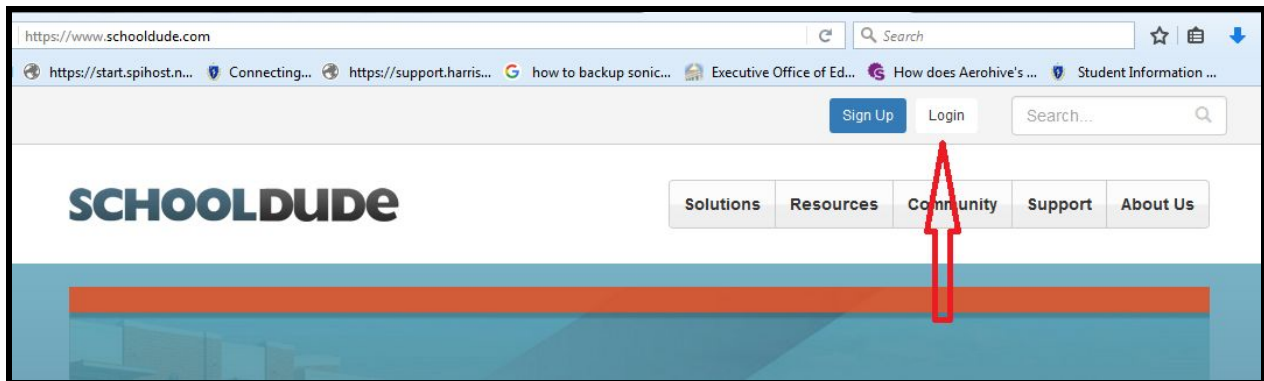 https://www.schooldude.com Search
https://start.spihost.n... Connecting... https://support.harris... how to backup sonic... Executive Office of Ed... How does Aerohive's ... Student Information ...
Sign Up Login Search...
SCHOOLDUDE
Solutions Resources Community Support About Us